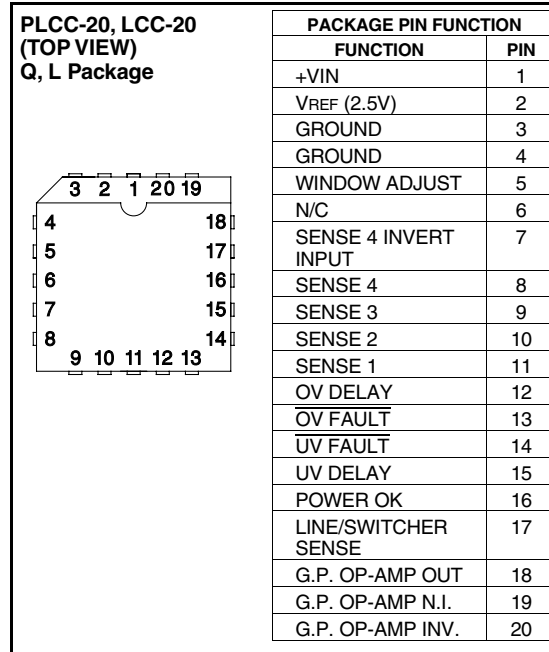 PLCC-20, LCC-20
(TOP VIEW)
Q, L Package
3 2 1 20 19
4 18
5 17
6 16
7 15
8 14
9 10 11 12 13
PACKAGE PIN FUNCTION
FUNCTION PIN
+VIN 1
VREF (2.5V) 2
GROUND 3
GROUND 4
WINDOW ADJUST 5
N/C 6
SENSE 4 INVERT 7
INPUT
SENSE 4 8
SENSE 3 9
SENSE 2 10
SENSE 1 11
OV DELAY 12
OV FAULT 13
UV FAULT 14
UV DELAY 15
POWER OK 16
LINE/SWITCHER 17
SENSE
G.P. OP-AMP OUT 18
G.P. OP-AMP N.I. 19
G.P. OP-AMP INV. 20